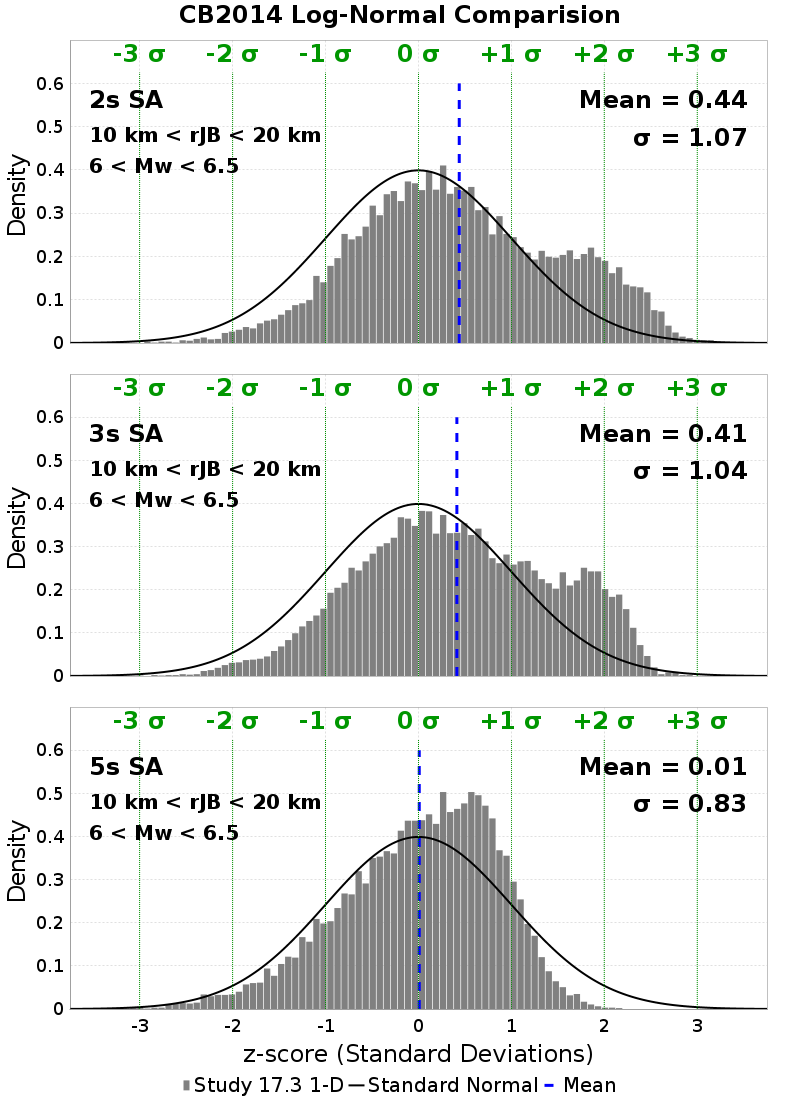 CB2014 Log-Normal Comparision
-3 σ -2 σ -1 σ 0 σ +1 σ +2 σ +3 σ
0.6
2s SA Mean = 0.44
0.5
10 km < rJB < 20 km σ = 1.07
6 < Mw < 6.5
0.4
0.3
0.2
0.1
0
Density
-3 σ -2 σ -1 σ 0 σ +1 σ +2 σ +3 σ
0.6
3s SA Mean = 0.41
0.5
10 km < rJB < 20 km σ = 1.04
6 < Mw < 6.5
0.4
0.3
0.2
0.1
0
Density
-3 σ -2 σ -1 σ 0 σ +1 σ +2 σ +3 σ
0.6
5s SA Mean = 0.01
0.5
10 km < rJB < 20 km σ = 0.83
6 < Mw < 6.5
0.4
0.3
0.2
0.1
0
Density
-3 -2 -1 0 1 2 3
z-score (Standard Deviations)
Study 17.3 1-D Standard Normal Mean